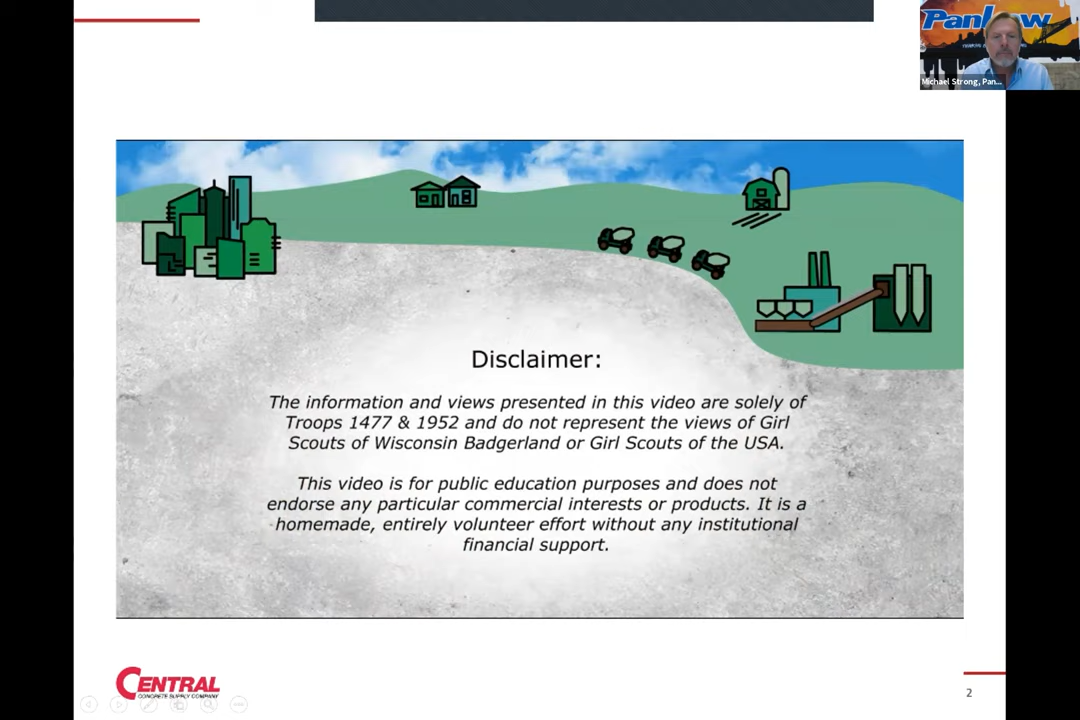 Michael Strong, Pan...
Disclaimer:
The information and views presented in this video are solely of
Troops 1477 & 1952 and do not represent the views of Girl
Scouts of Wisconsin Badgerland or Girl Scouts of the USA.
This video is for public education purposes and does not
endorse any particular commercial interests or products. It is a
homemade, entirely volunteer effort without any institutional
financial support.
CENTRAL
CONCRETE SUPPLY COMPANY
2